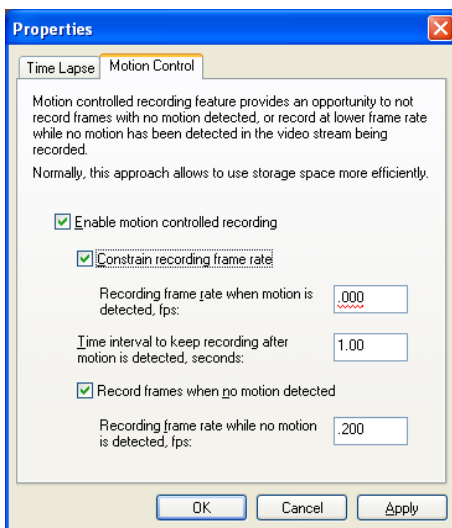 Properties
Time Lapse Motion Control
Motion controlled recording feature provides an opportunity to not
record frames with no motion detected, or record at lower frame rate
while no motion has been detected in the video stream being
recorded.
Normally, this approach allows to use storage space more efficiently.
Enable motion controlled recording
Constrain recording frame rate
Recording frame rate when motion is
detected, fps:
.000
Time interval to keep recording after
motion is detected, seconds:
1.00
Record frames when no motion detected
Recording frame rate while no motion
is detected, fps:
.200
OK Cancel Apply